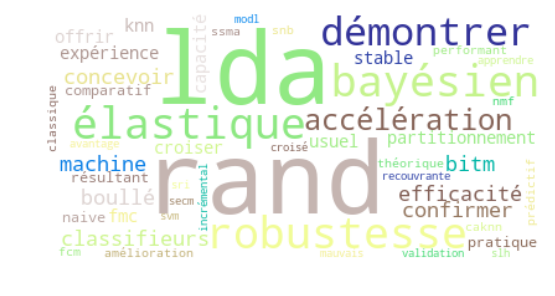 modl
knn
ssma
snb
offrir
capacité
lda
démontrer
expérience
stable
performant
apprendre
concevoir
bayésien
comparatif
nmf
classique
élastique
accélération
avantage
croiser
croisé
usuel
partitionnement
machine
théorique
bitm
résultant
rand
recouvrante
prédictif
boullé
sri
secm
incrémental
efficacité
confirmer
naive
fmc
svm
robustesse
caknn
pratique
classifieurs
fcm
amélioration
mauvais
validation
slh